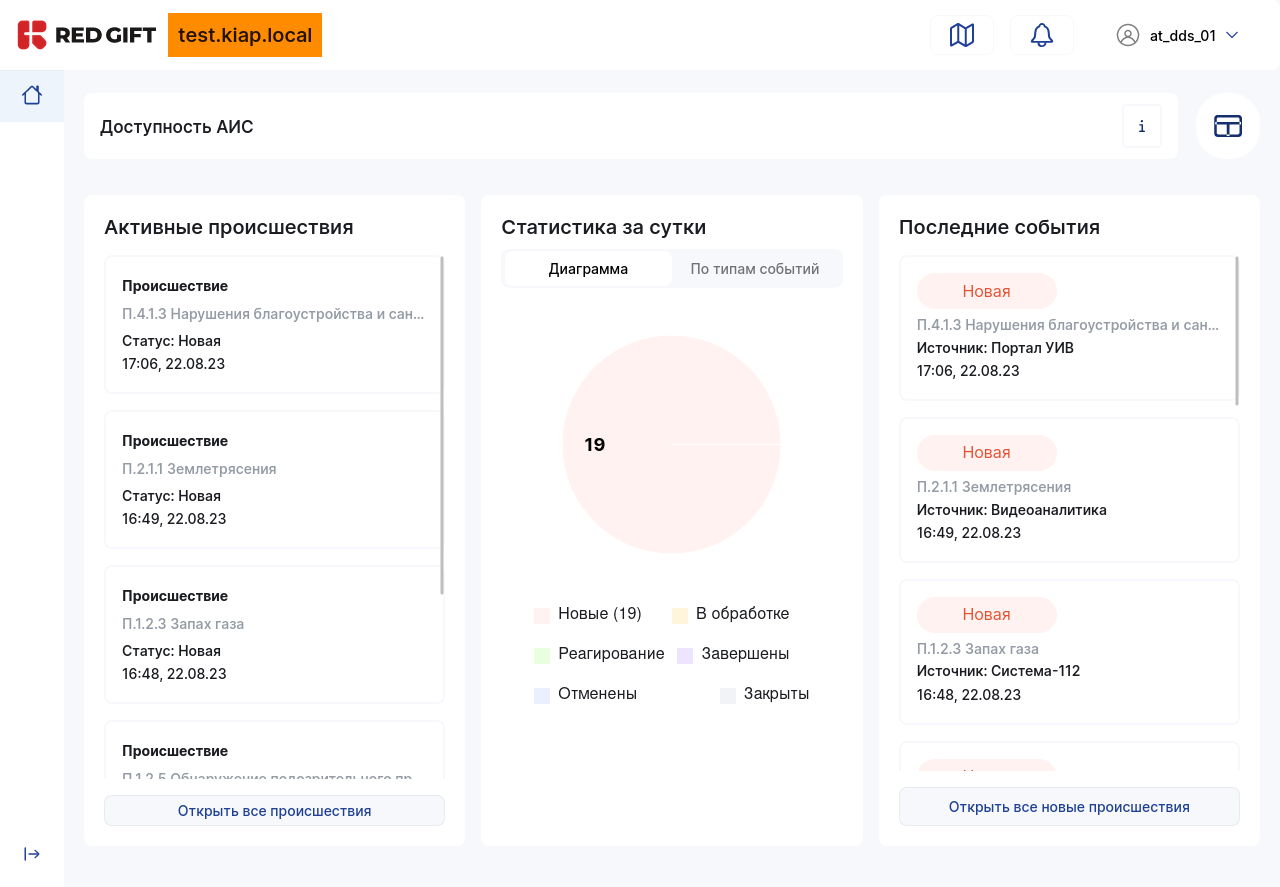 RED GIFT
test.kiap.local
at_dds_01
Доступность АИС
i
Активные происшествия
Происшествие
П.4.1.3 Нарушения благоустройства и сан...
Статус: Новая
17:06, 22.08.23
Происшествие
П.2.1.1 Землетрясения
Статус: Новая
16:49, 22.08.23
Происшествие
П.1.2.3 Запах газа
Статус: Новая
16:48, 22.08.23
Происшествие
П.1.2.5 Обнаружение подозрительного пр...
Открыть все происшествия
Статистика за сутки
Диаграмма
По типам событий
19
Новые (19)
В обработке
Реагирование
Завершены
Отменены
Закрыты
Последние события
Новая
П.4.1.3 Нарушения благоустройства и сан...
Источник: Портал УИВ
17:06, 22.08.23
Новая
П.2.1.1 Землетрясения
Источник: Видеоаналитика
16:49, 22.08.23
Новая
П.1.2.3 Запах газа
Источник: Система-112
16:48, 22.08.23
Открыть все новые происшествия